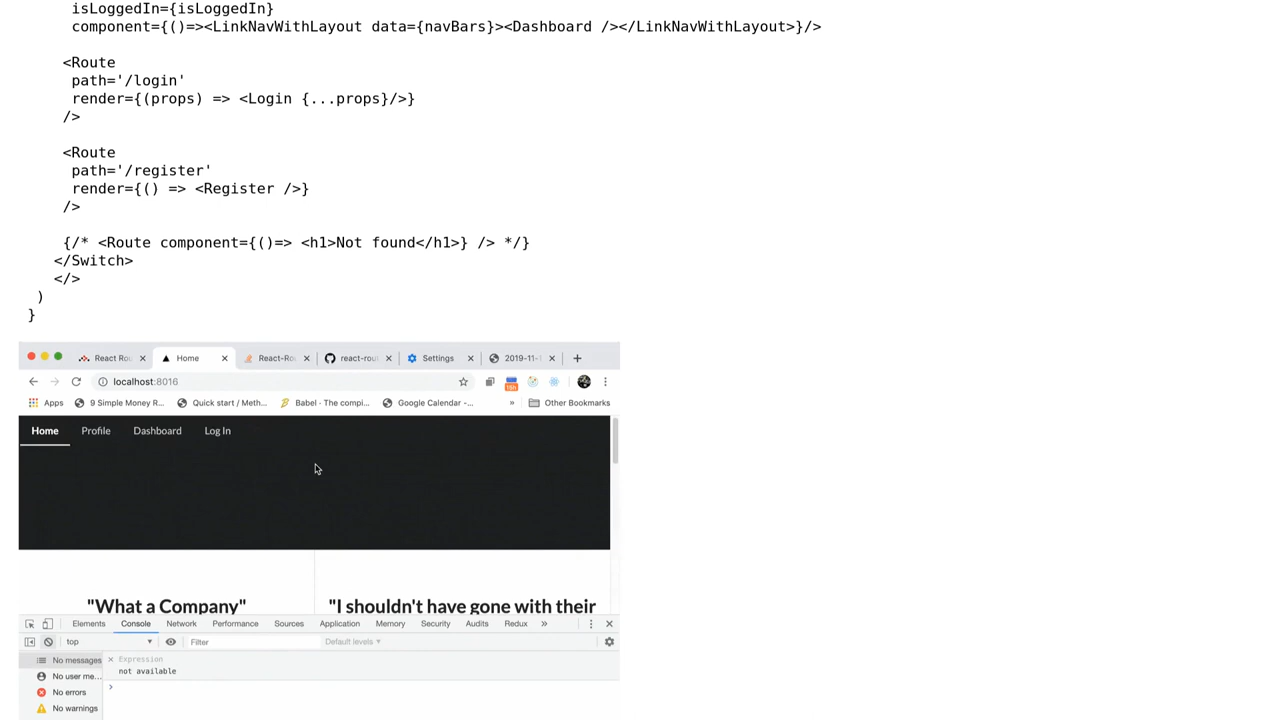 isLoggedIn={isLoggedIn}
component={()=><LinkNavWithLayout data={navBars}><Dashboard /></LinkNavWithLayout>}/>
<Route
path='/login'
render={(props) => <Login {...props}/>}
/>
<Route
path='/register'
render={() => <Register />}
/>
{/* <Route component={()=> <h1>Not found</h1>} /> */}
</Switch>
</>
)
}
React Rou Home React-Ro react-rout Settings 2019-11-
localhost:8016
Apps 9 Simple Money R... Quick start / Meth... Babel · The compi... Google Calendar -... » Other Bookmarks
Home Profile Dashboard Log In
"What a Company" "I shouldn't have gone with their
Elements Console Network Performance Sources Application Memory Security Audits Redux »
top Filter Default levels ▾
No messages Expression
not available
No user me...
No errors
No warnings